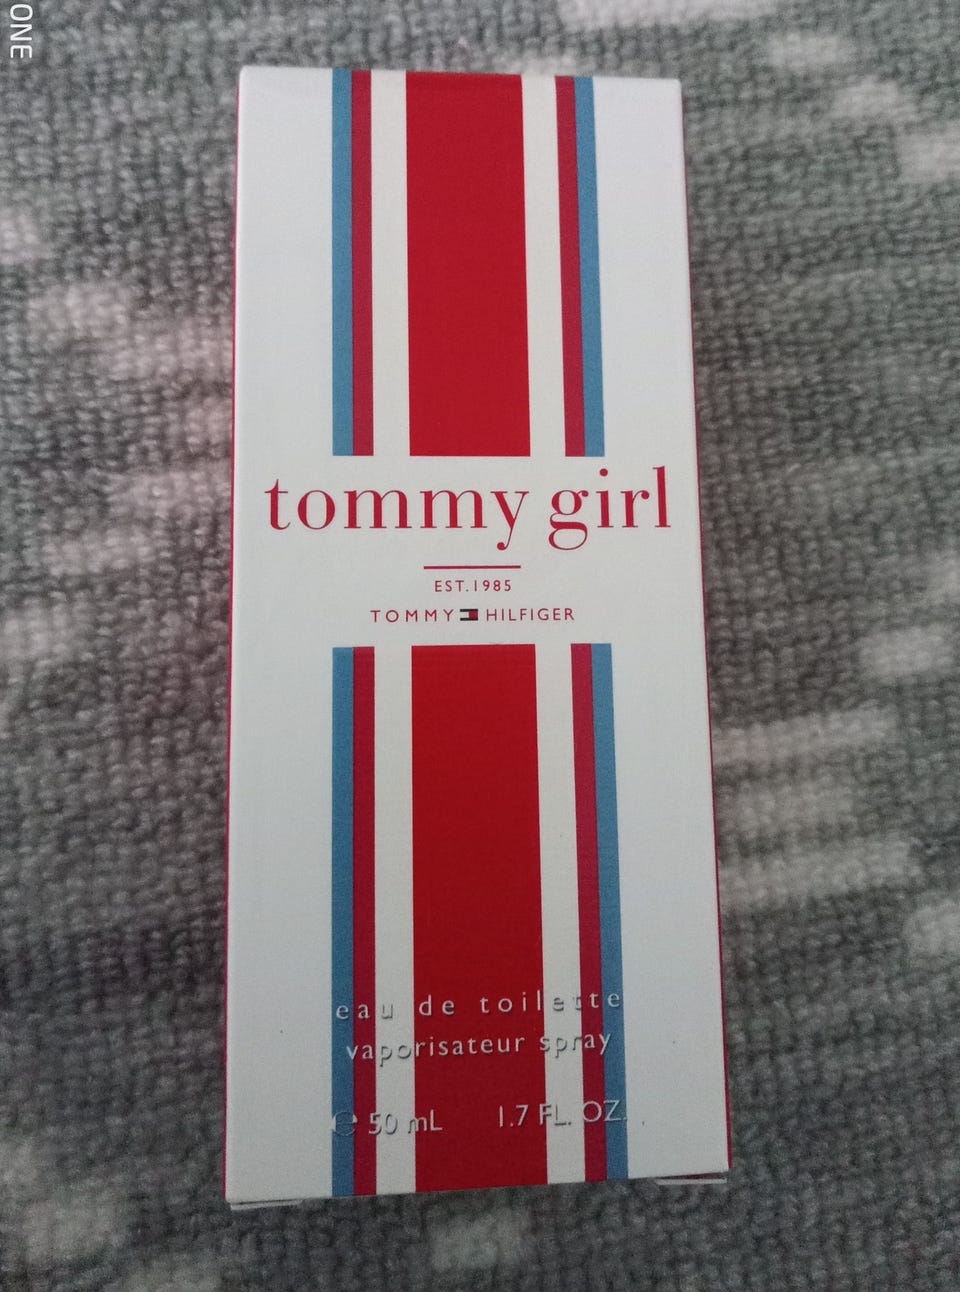 ONE
tommy girl
EST.1985
TOMMY HILFIGER
eau de toilette
vaporisateur spray
℮ 50 mL 1.7 FL. OZ.